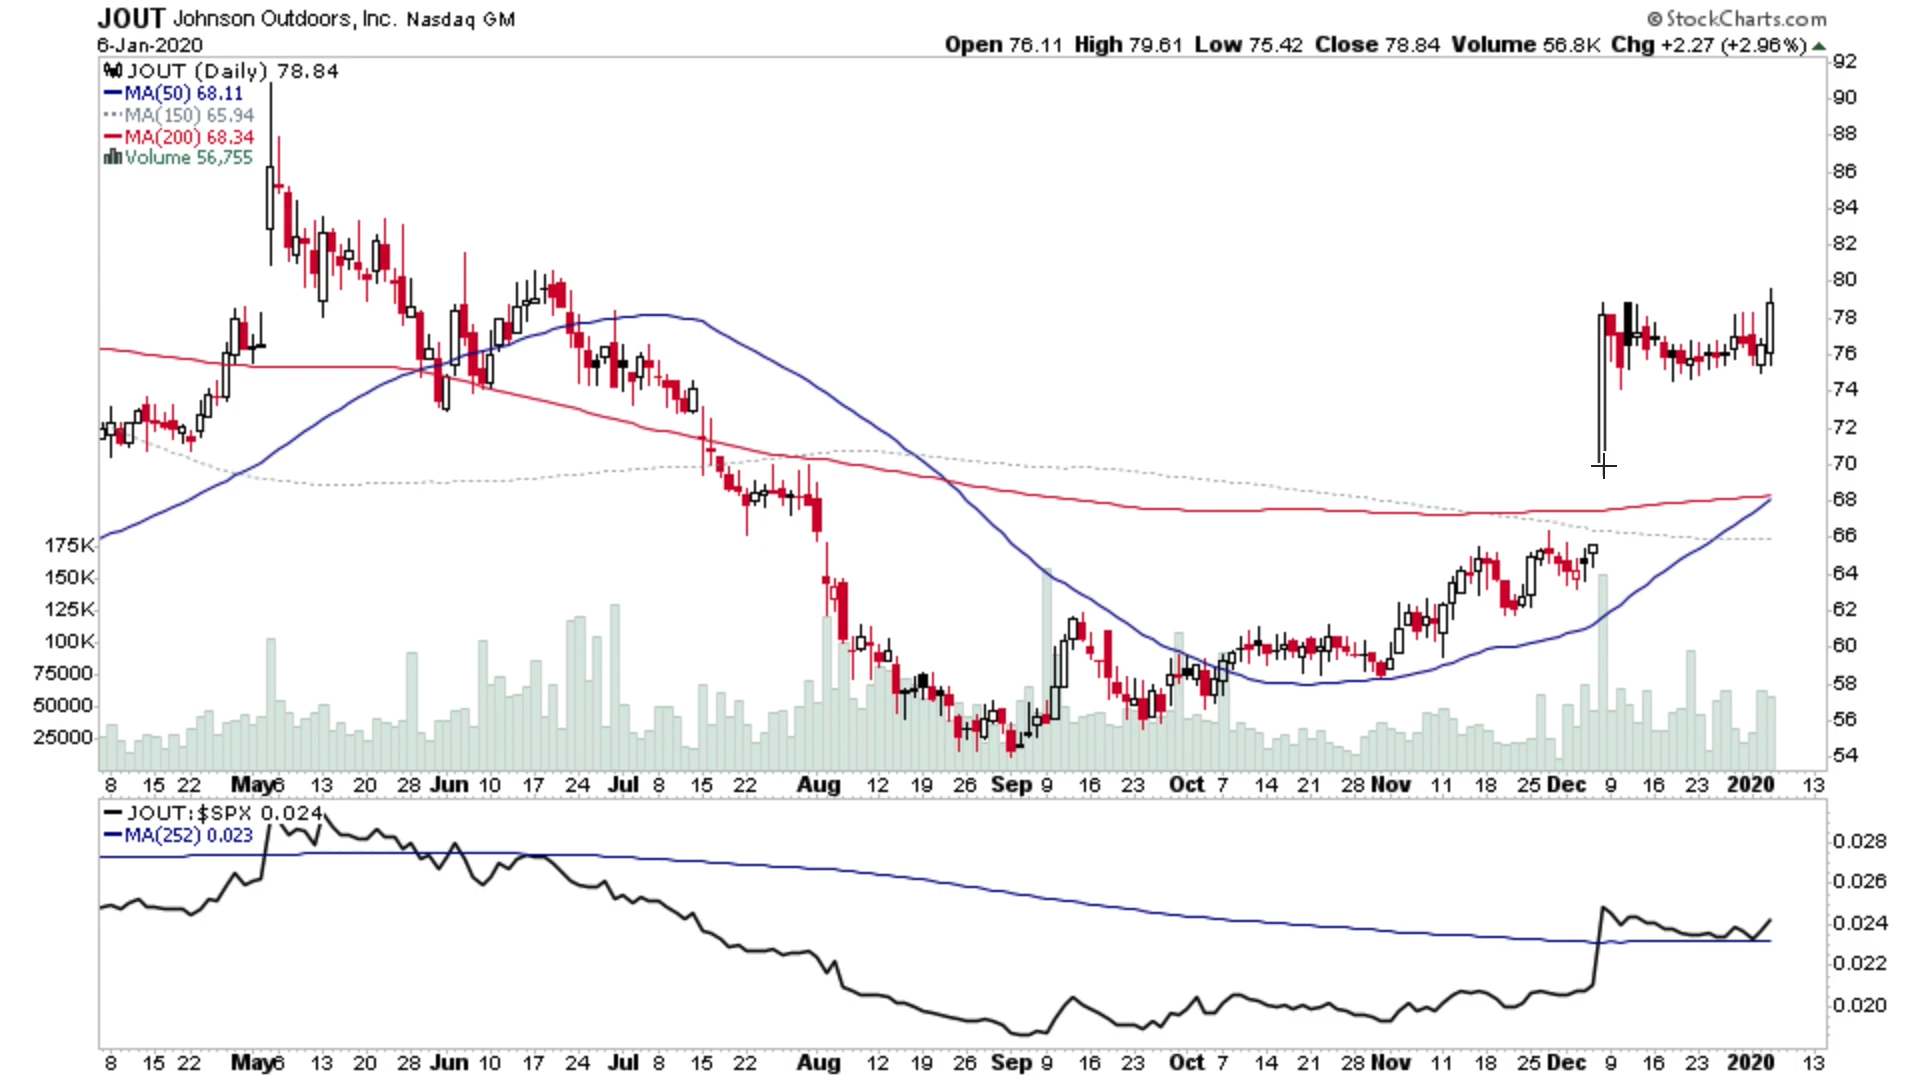 JOUT Johnson Outdoors, Inc. Nasdaq GM
© StockCharts.com
6-Jan-2020
Open 76.11 High 79.61 Low 75.42 Close 78.84 Volume 56.8K Chg +2.27 (+2.96%)
JOUT (Daily) 78.84
MA(50) 68.11
MA(150) 65.94
MA(200) 68.34
Volume 56,755
92
90
88
86
84
82
80
78
76
74
72
70
68
66
64
62
60
58
56
54
175K
150K
125K
100K
75000
50000
25000
8 15 22 May 6 13 20 28 Jun 10 17 24 Jul 8 15 22 Aug 12 19 26 Sep 9 16 23 Oct 7 14 21 28 Nov 11 18 25 Dec 9 16 23 2020 13
JOUT:$SPX 0.024
MA(252) 0.023
0.028
0.026
0.024
0.022
0.020
8 15 22 May 6 13 20 28 Jun 10 17 24 Jul 8 15 22 Aug 12 19 26 Sep 9 16 23 Oct 7 14 21 28 Nov 11 18 25 Dec 9 16 23 2020 13